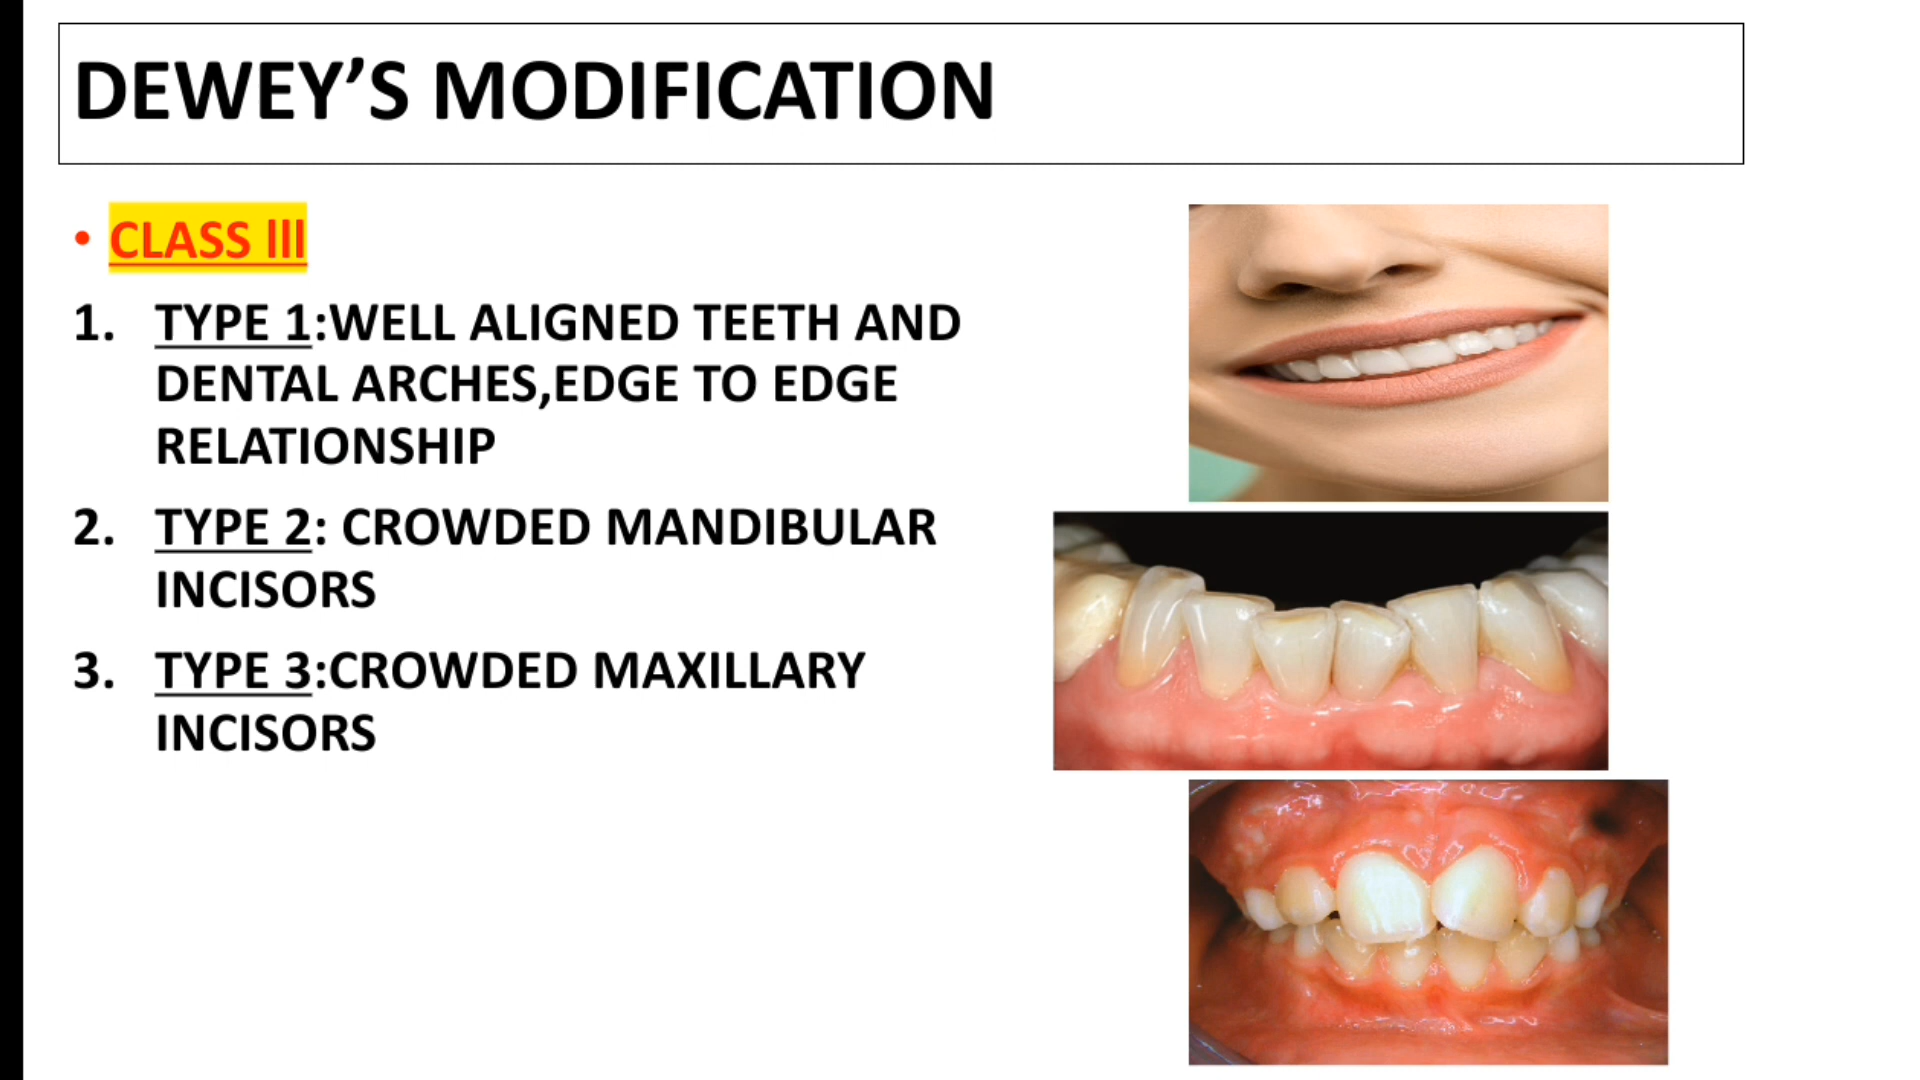 DEWEY’S MODIFICATION
• CLASS lll
1. TYPE 1:WELL ALIGNED TEETH AND
DENTAL ARCHES,EDGE TO EDGE
RELATIONSHIP
2. TYPE 2: CROWDED MANDIBULAR
INCISORS
3. TYPE 3:CROWDED MAXILLARY
INCISORS